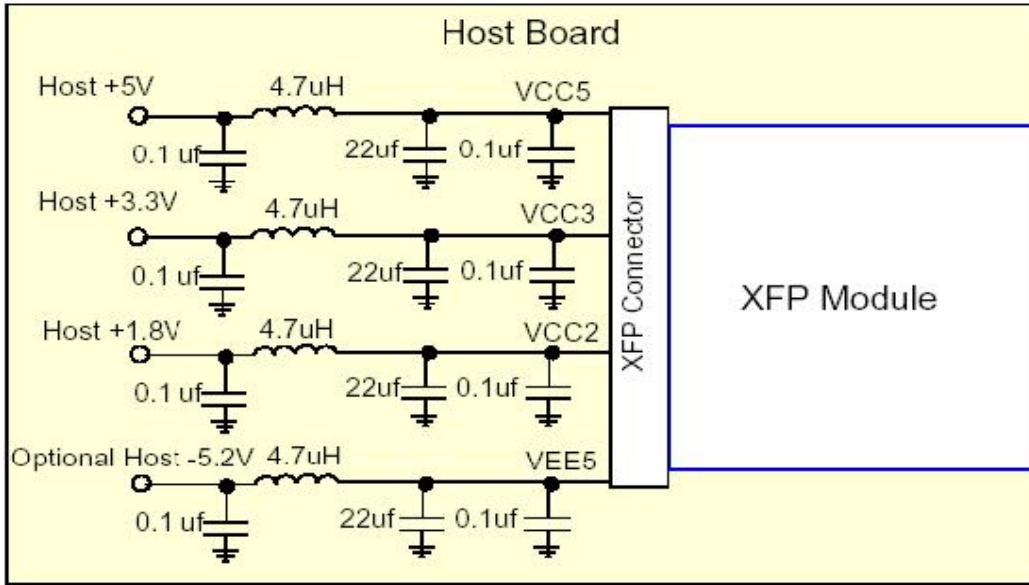 Host Board
Host +5V
4.7uH
VCC5
0.1 uf
22uf
0.1uf
Host +3.3V
4.7uH
VCC3
0.1 uf
22uf
0.1uf
Host +1.8V
4.7uH
VCC2
0.1 uf
22uf
0.1uf
Optional Host -5.2V
4.7uH
VEE5
0.1 uf
22uf
0.1uf
XFP Connector
XFP Module